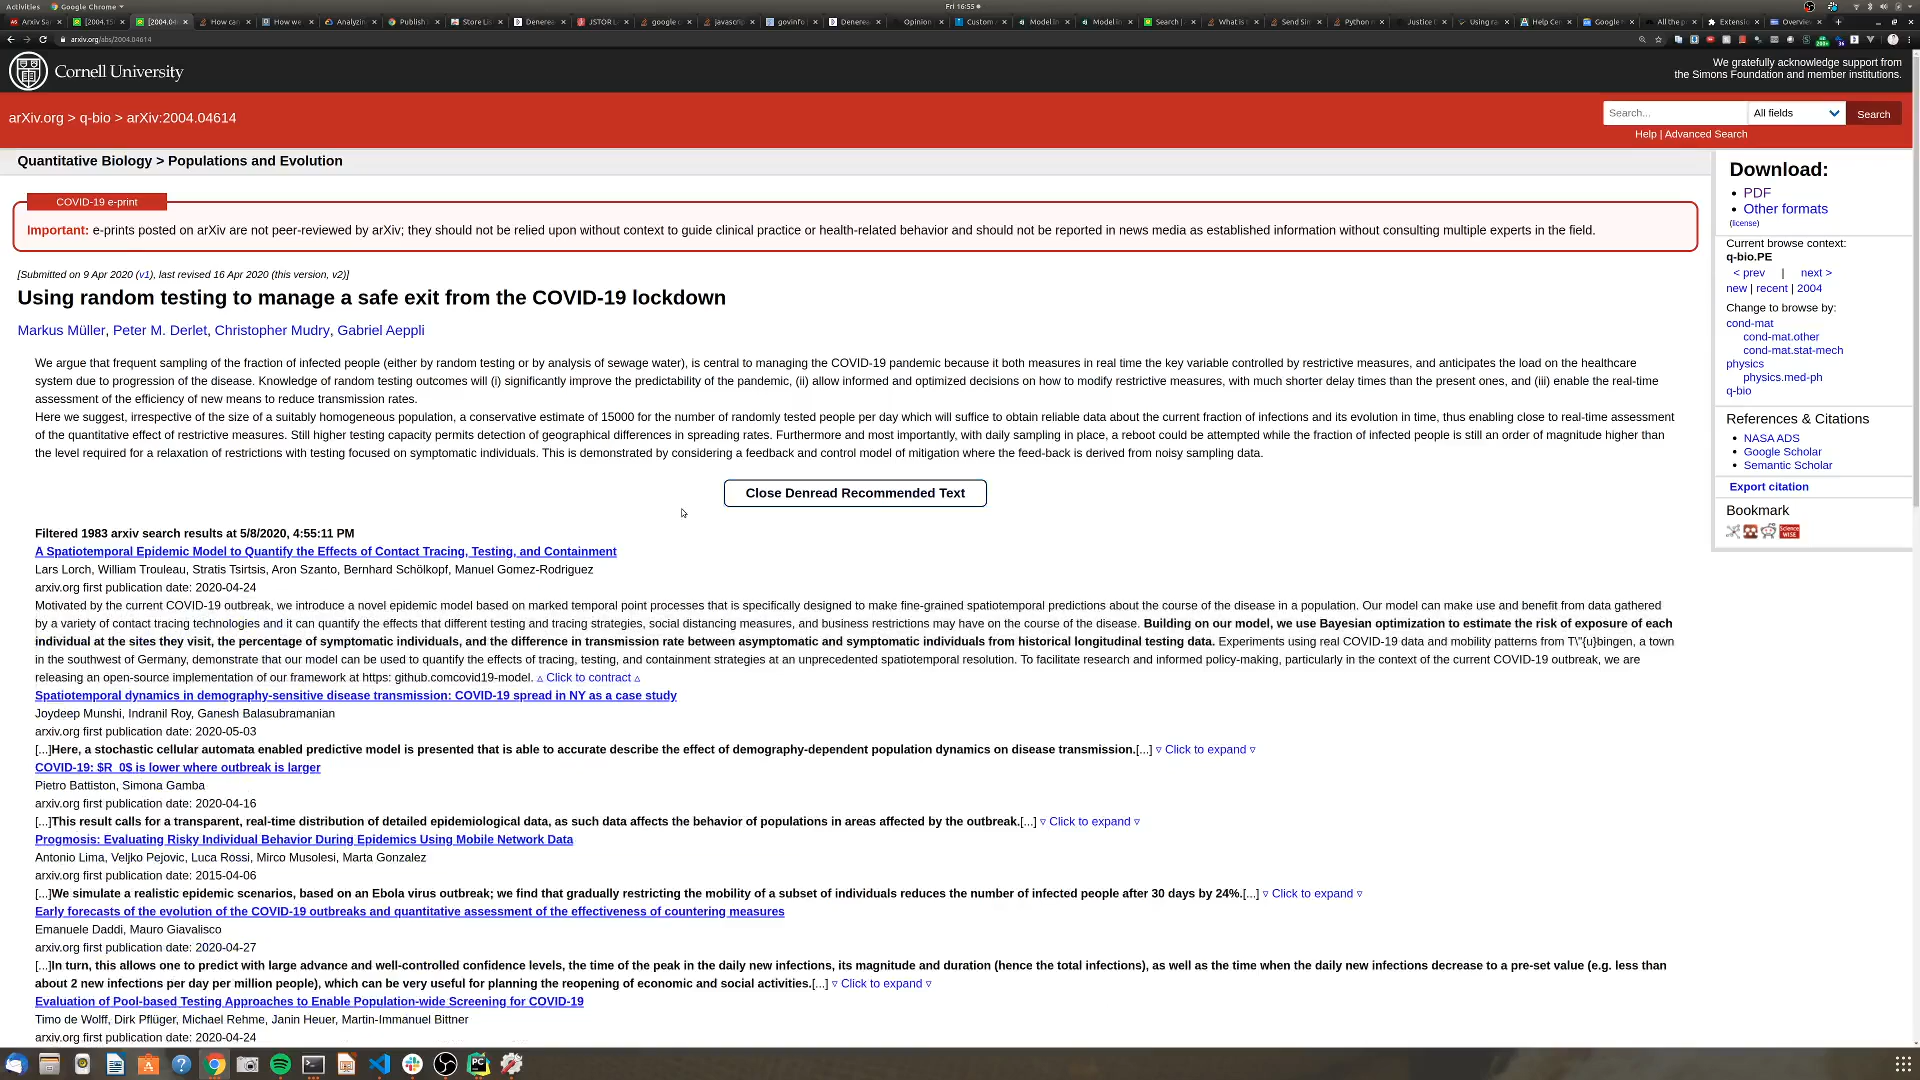 Activities
Google Chrome
Fri 16:55
arxiv.org/abs/2004.04614
Cornell University
We gratefully acknowledge support from
the Simons Foundation and member institutions.
arXiv.org > q-bio > arXiv:2004.04614
Search...
All fields
Search
Help | Advanced Search
Quantitative Biology > Populations and Evolution
COVID-19 e-print
Important: e-prints posted on arXiv are not peer-reviewed by arXiv; they should not be relied upon without context to guide clinical practice or health-related behavior and should not be reported in news media as established information without consulting multiple experts in the field.
[Submitted on 9 Apr 2020 (v1), last revised 16 Apr 2020 (this version, v2)]
Using random testing to manage a safe exit from the COVID-19 lockdown
Markus Müller, Peter M. Derlet, Christopher Mudry, Gabriel Aeppli
We argue that frequent sampling of the fraction of infected people (either by random testing or by analysis of sewage water), is central to managing the COVID-19 pandemic because it both measures in real time the key variable controlled by restrictive measures, and anticipates the load on the healthcare
system due to progression of the disease. Knowledge of random testing outcomes will (i) significantly improve the predictability of the pandemic, (ii) allow informed and optimized decisions on how to modify restrictive measures, with much shorter delay times than the present ones, and (iii) enable the real-time
assessment of the efficiency of new means to reduce transmission rates.
Here we suggest, irrespective of the size of a suitably homogeneous population, a conservative estimate of 15000 for the number of randomly tested people per day which will suffice to obtain reliable data about the current fraction of infections and its evolution in time, thus enabling close to real-time assessment
of the quantitative effect of restrictive measures. Still higher testing capacity permits detection of geographical differences in spreading rates. Furthermore and most importantly, with daily sampling in place, a reboot could be attempted while the fraction of infected people is still an order of magnitude higher than
the level required for a relaxation of restrictions with testing focused on symptomatic individuals. This is demonstrated by considering a feedback and control model of mitigation where the feed-back is derived from noisy sampling data.
Close Denread Recommended Text
Filtered 1983 arxiv search results at 5/8/2020, 4:55:11 PM
A Spatiotemporal Epidemic Model to Quantify the Effects of Contact Tracing, Testing, and Containment
Lars Lorch, William Trouleau, Stratis Tsirtsis, Aron Szanto, Bernhard Schölkopf, Manuel Gomez-Rodriguez
arxiv.org first publication date: 2020-04-24
Motivated by the current COVID-19 outbreak, we introduce a novel epidemic model based on marked temporal point processes that is specifically designed to make fine-grained spatiotemporal predictions about the course of the disease in a population. Our model can make use and benefit from data gathered
by a variety of contact tracing technologies and it can quantify the effects that different testing and tracing strategies, social distancing measures, and business restrictions may have on the course of the disease. Building on our model, we use Bayesian optimization to estimate the risk of exposure of each
individual at the sites they visit, the percentage of symptomatic individuals, and the difference in transmission rate between asymptomatic and symptomatic individuals from historical longitudinal testing data. Experiments using real COVID-19 data and mobility patterns from T\"{u}bingen, a town
in the southwest of Germany, demonstrate that our model can be used to quantify the effects of tracing, testing, and containment strategies at an unprecedented spatiotemporal resolution. To facilitate research and informed policy-making, particularly in the context of the current COVID-19 outbreak, we are
releasing an open-source implementation of our framework at https: github.comcovid19-model. ▵ Click to contract ▵
Spatiotemporal dynamics in demography-sensitive disease transmission: COVID-19 spread in NY as a case study
Joydeep Munshi, Indranil Roy, Ganesh Balasubramanian
arxiv.org first publication date: 2020-05-03
[...]Here, a stochastic cellular automata enabled predictive model is presented that is able to accurate describe the effect of demography-dependent population dynamics on disease transmission.[...] ▿ Click to expand ▿
COVID-19: $R_0$ is lower where outbreak is larger
Pietro Battiston, Simona Gamba
arxiv.org first publication date: 2020-04-16
[...]This result calls for a transparent, real-time distribution of detailed epidemiological data, as such data affects the behavior of populations in areas affected by the outbreak.[...] ▿ Click to expand ▿
Progmosis: Evaluating Risky Individual Behavior During Epidemics Using Mobile Network Data
Antonio Lima, Veljko Pejovic, Luca Rossi, Mirco Musolesi, Marta Gonzalez
arxiv.org first publication date: 2015-04-06
[...]We simulate a realistic epidemic scenarios, based on an Ebola virus outbreak; we find that gradually restricting the mobility of a subset of individuals reduces the number of infected people after 30 days by 24%.[...] ▿ Click to expand ▿
Early forecasts of the evolution of the COVID-19 outbreaks and quantitative assessment of the effectiveness of countering measures
Emanuele Daddi, Mauro Giavalisco
arxiv.org first publication date: 2020-04-27
[...]In turn, this allows one to predict with large advance and well-controlled confidence levels, the time of the peak in the daily new infections, its magnitude and duration (hence the total infections), as well as the time when the daily new infections decrease to a pre-set value (e.g. less than
about 2 new infections per day per million people), which can be very useful for planning the reopening of economic and social activities.[...] ▿ Click to expand ▿
Evaluation of Pool-based Testing Approaches to Enable Population-wide Screening for COVID-19
Timo de Wolff, Dirk Pflüger, Michael Rehme, Janin Heuer, Martin-Immanuel Bittner
arxiv.org first publication date: 2020-04-24
Download:
PDF
Other formats
(license)
Current browse context:
q-bio.PE
< prev | next >
new | recent | 2004
Change to browse by:
cond-mat
cond-mat.other
cond-mat.stat-mech
physics
physics.med-ph
q-bio
References & Citations
NASA ADS
Google Scholar
Semantic Scholar
Export citation
Bookmark